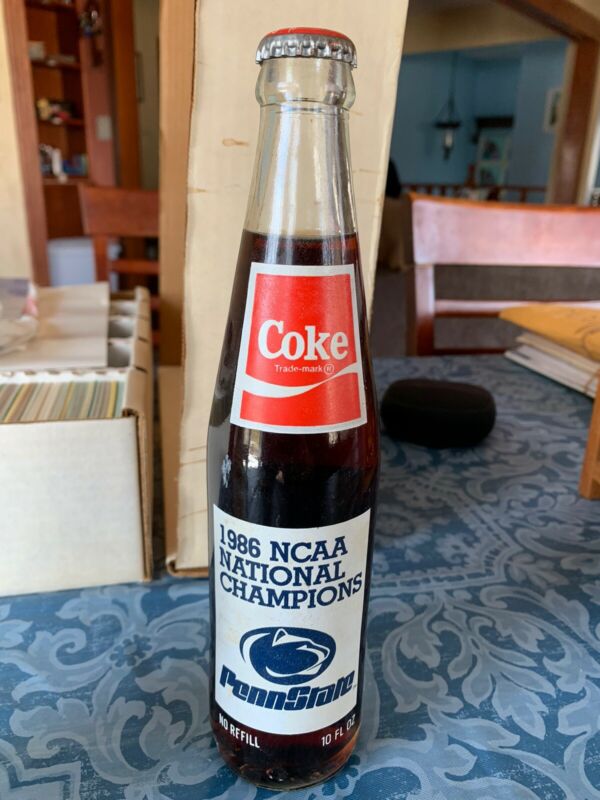 Coke
Trade-mark ®
1986 NCAA
NATIONAL
CHAMPIONS
PennState
NO REFILL
10 FL OZ